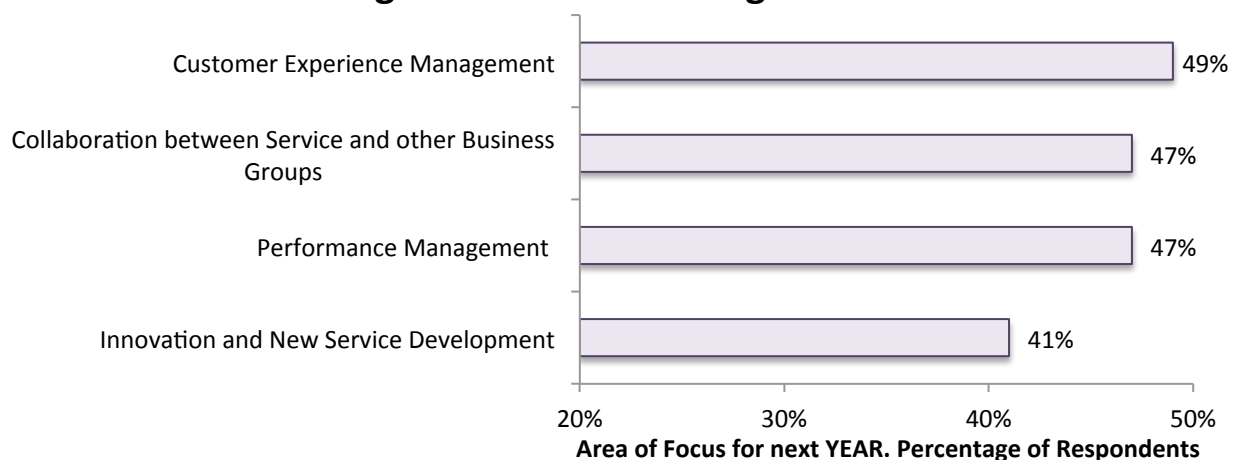 Customer Experience Management
49%
Collaboration between Service and other Business
Groups
47%
Performance Management
47%
Innovation and New Service Development
41%
20% 30% 40% 50%
Area of Focus for next YEAR. Percentage of Respondents